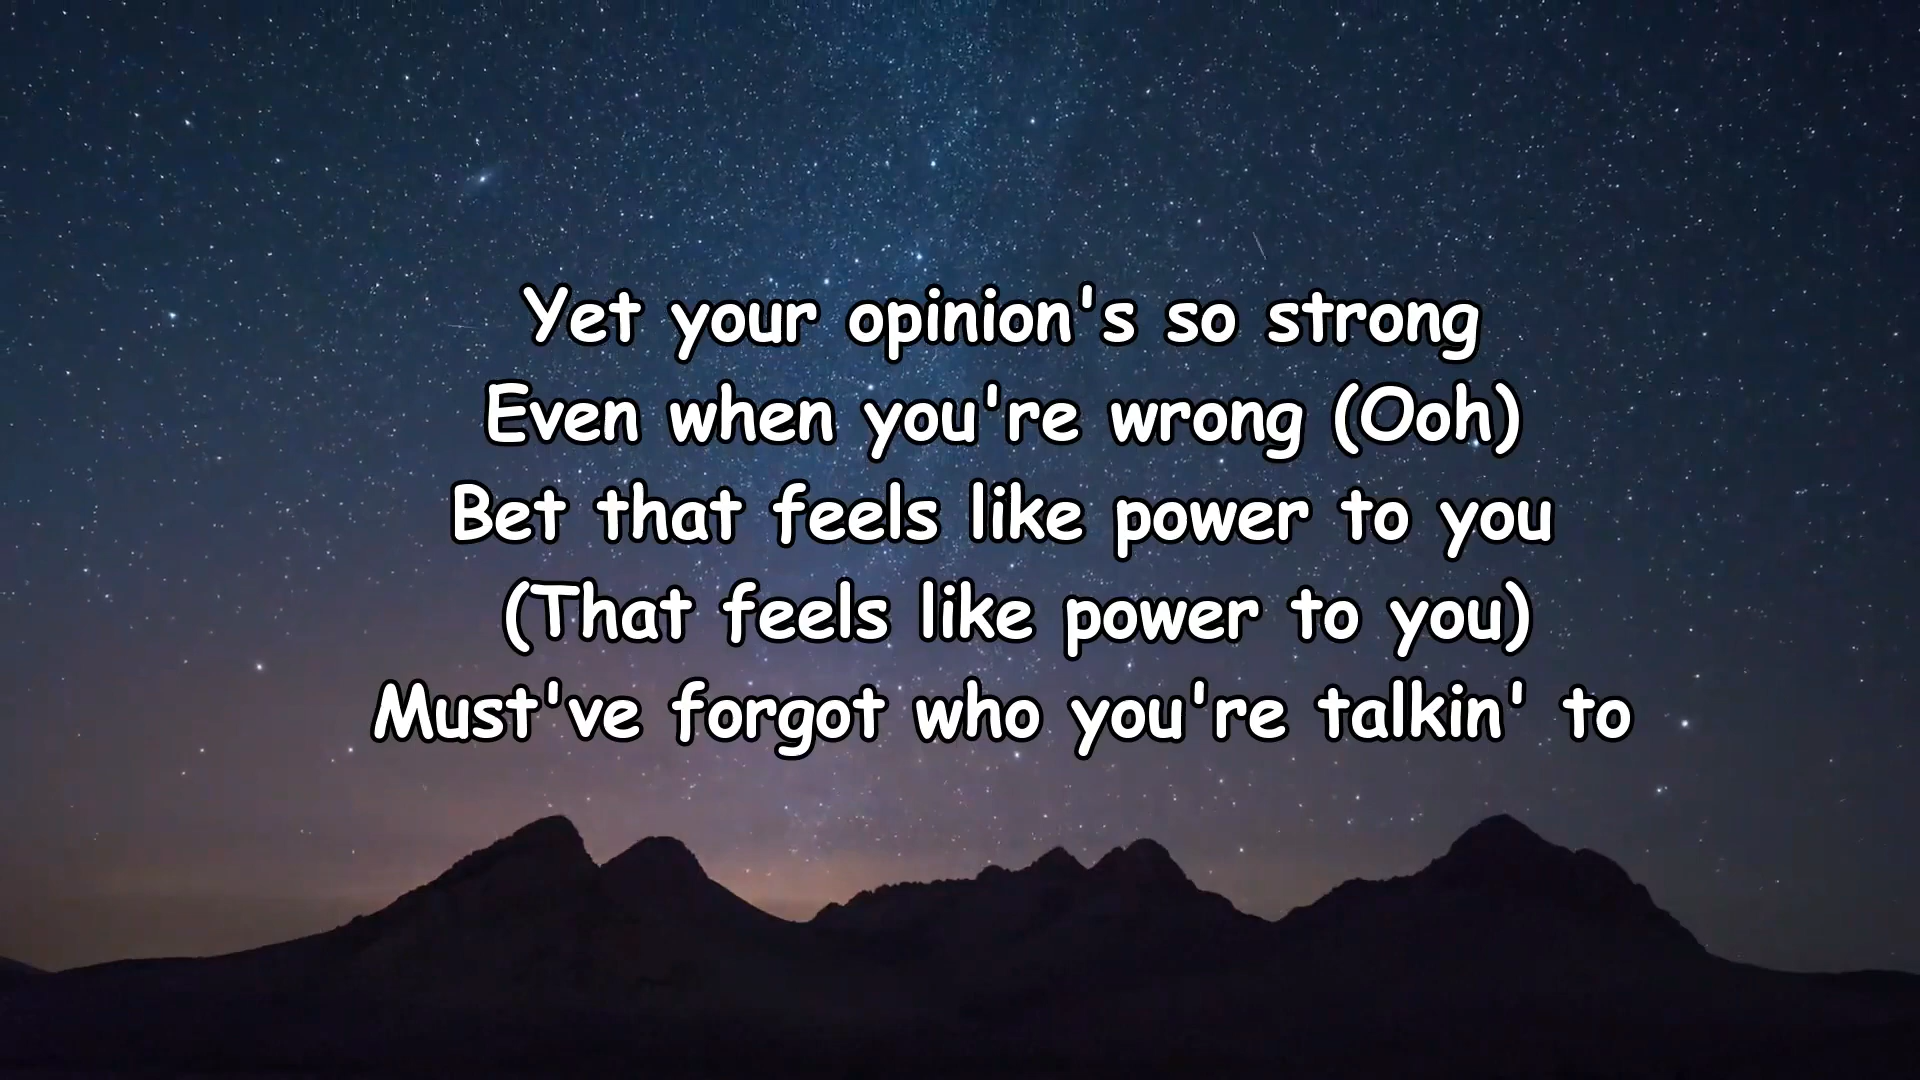 Yet your opinion's so strong
Even when you're wrong (Ooh)
Bet that feels like power to you
(That feels like power to you)
Must've forgot who you're talkin' to